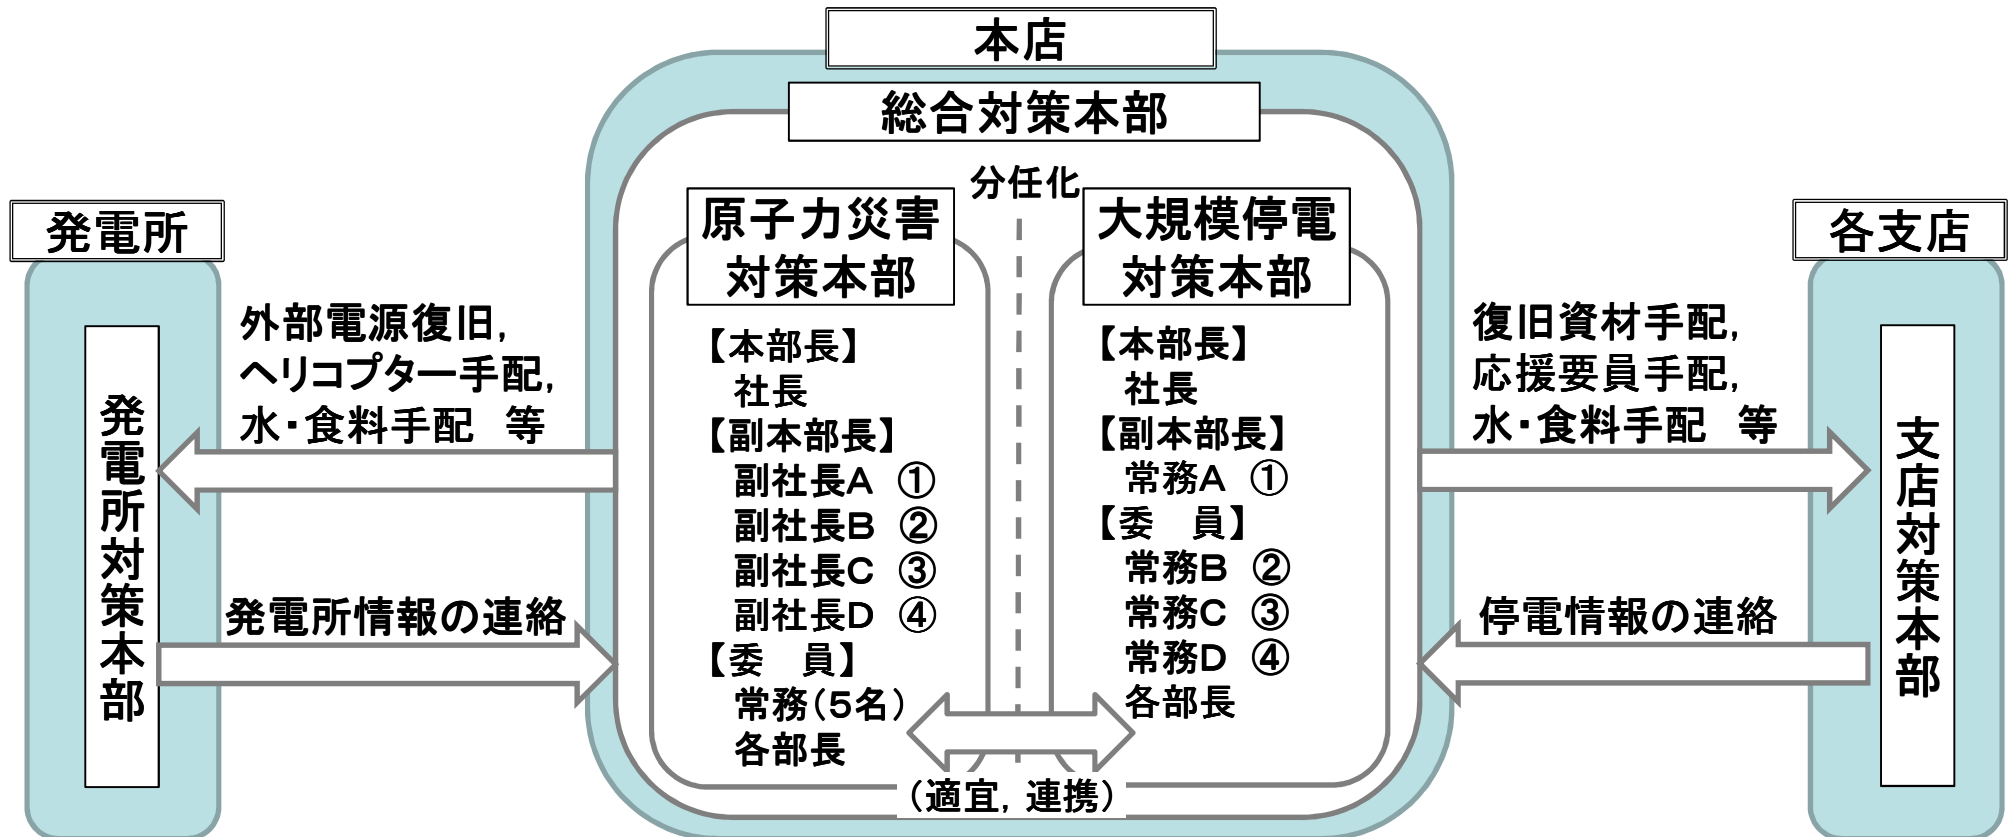 本店
総合対策本部
分任化
発電所
発電所対策本部
外部電源復旧,
ヘリコプター手配,
水・食料手配　等
発電所情報の連絡
原子力災害
対策本部
【本部長】
社長
【副本部長】
副社長A　①
副社長B　②
副社長C　③
副社長D　④
【委　員】
常務(5名)
各部長
大規模停電
対策本部
【本部長】
社長
【副本部長】
常務A　①
【委　員】
常務B　②
常務C　③
常務D　④
各部長
(適宜, 連携)
各支店
支店対策本部
復旧資材手配,
応援要員手配,
水・食料手配　等
停電情報の連絡